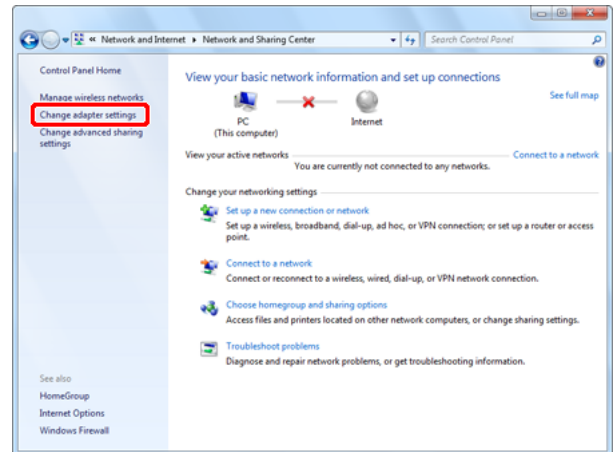 « Network and Internet ▸ Network and Sharing Center
Search Control Panel
Control Panel Home
Manage wireless networks
Change adapter settings
Change advanced sharing
settings
See also
HomeGroup
Internet Options
Windows Firewall
View your basic network information and set up connections
See full map
PC
(This computer)
Internet
View your active networks
Connect to a network
You are currently not connected to any networks.
Change your networking settings
Set up a new connection or network
Set up a wireless, broadband, dial-up, ad hoc, or VPN connection; or set up a router or access
point.
Connect to a network
Connect or reconnect to a wireless, wired, dial-up, or VPN network connection.
Choose homegroup and sharing options
Access files and printers located on other network computers, or change sharing settings.
Troubleshoot problems
Diagnose and repair network problems, or get troubleshooting information.